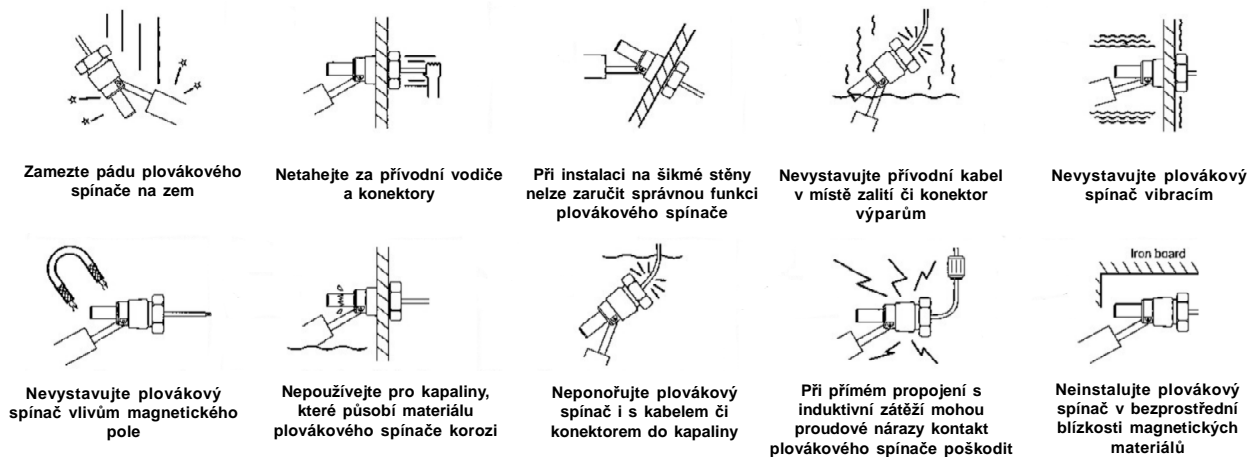 Zamezte pádu plovákového
spínače na zem
Netahejte za přívodní vodiče
a konektory
Při instalaci na šikmé stěny
nelze zaručit správnou funkci
plovákového spínače
Nevystavujte přívodní kabel
v místě zalití či konektor
výparům
Nevystavujte plovákový
spínač vibracím
Iron board
Nevystavujte plovákový
spínač vlivům magnetického
pole
Nepoužívejte pro kapaliny,
které působí materiálu
plovákového spínače korozi
Neponořujte plovákový
spínač i s kabelem či
konektorem do kapaliny
Při přímém propojení s
induktivní zátěží mohou
proudové nárazy kontakt
plovákového spínače poškodit
Neinstalujte plovákový
spínač v bezprostřední
blízkosti magnetických
materiálů